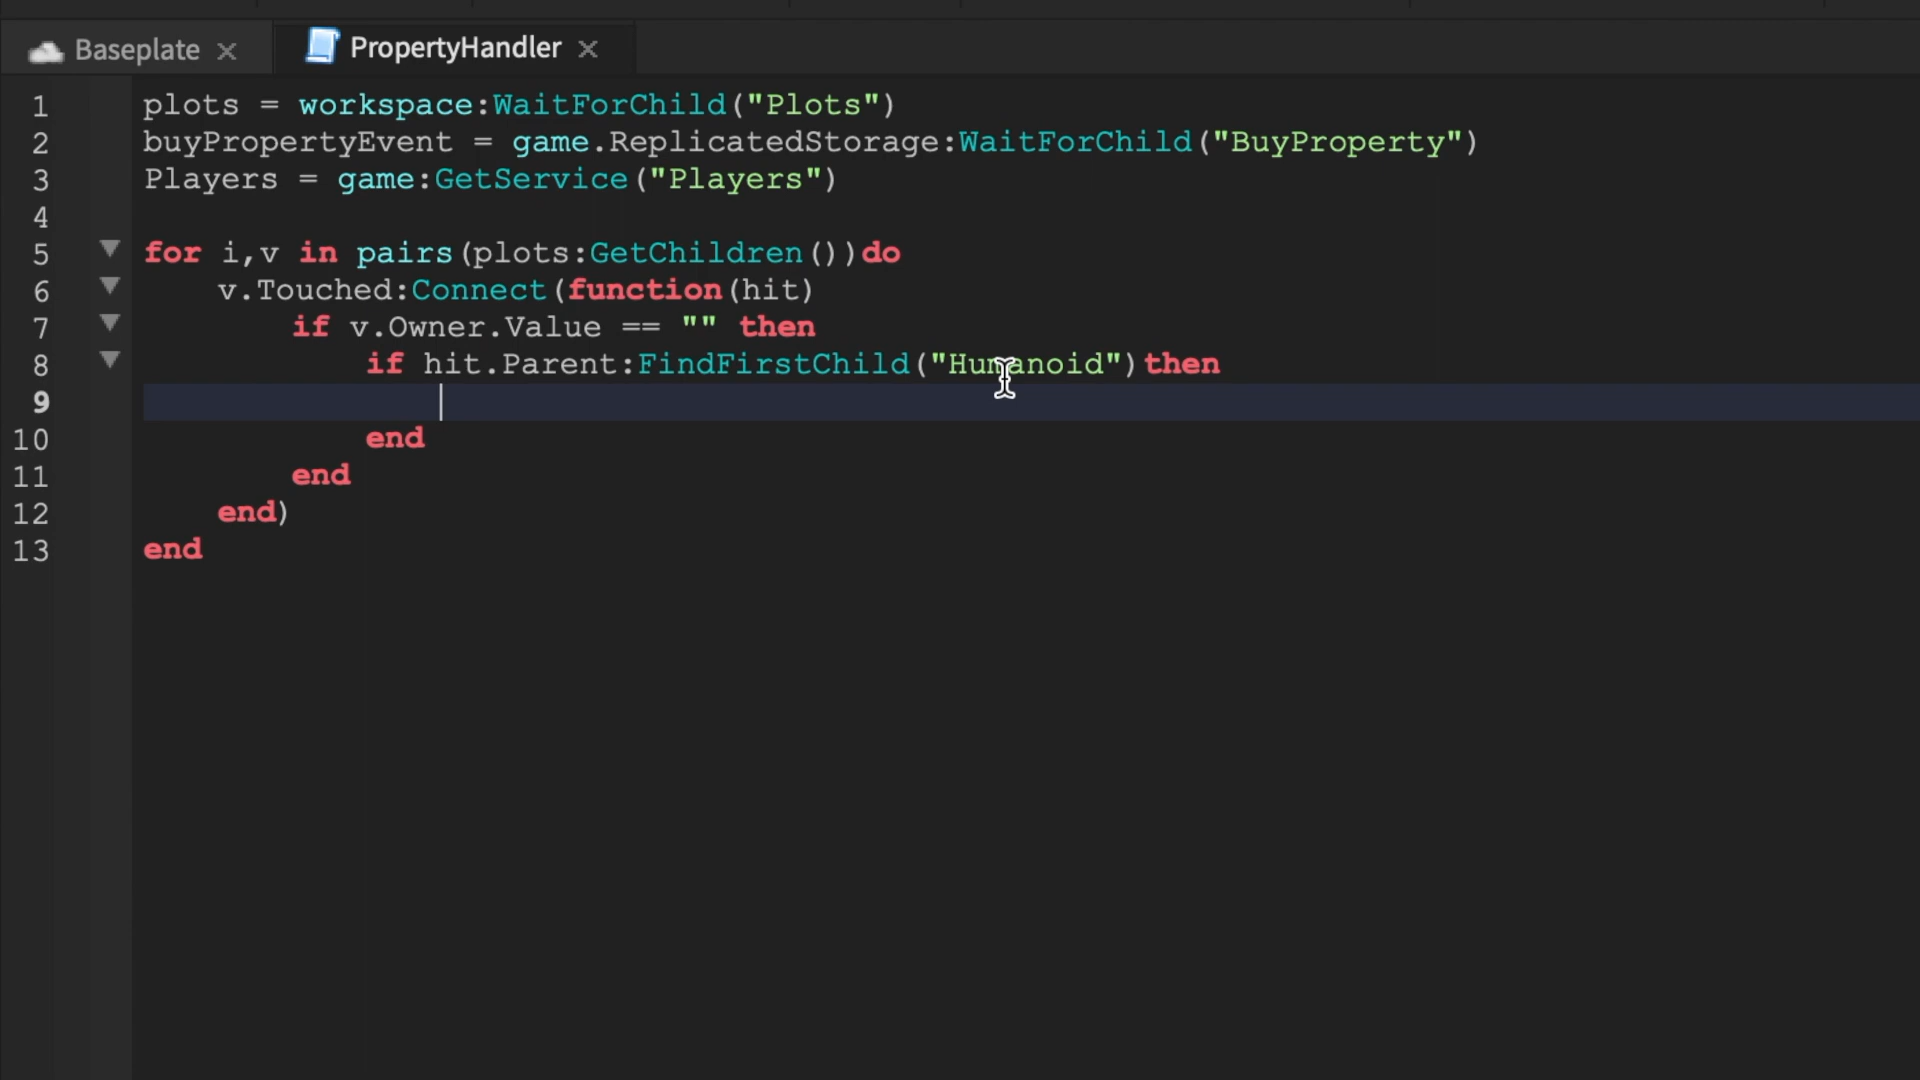 Baseplate
PropertyHandler
1 plots = workspace:WaitForChild("Plots")
2 buyPropertyEvent = game.ReplicatedStorage:WaitForChild("BuyProperty")
3 Players = game:GetService("Players")
4
5 for i,v in pairs(plots:GetChildren())do
6 v.Touched:Connect(function(hit)
7 if v.Owner.Value == "" then
8 if hit.Parent:FindFirstChild("Humanoid")then
9
10 end
11 end
12 end)
13 end